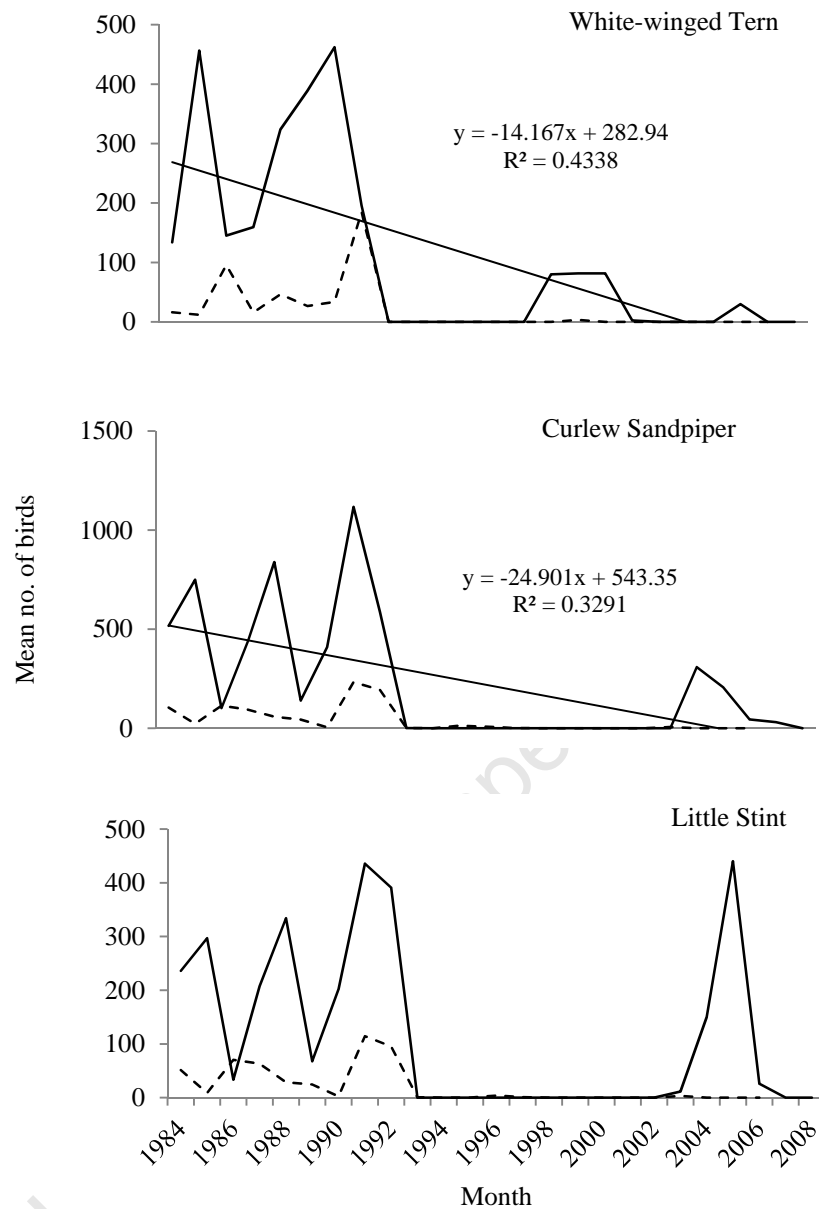 White-winged Tern
500
400
300
200
100
0
y = -14.167x + 282.94
R² = 0.4338
Curlew Sandpiper
1500
1000
500
0
y = -24.901x + 543.35
R² = 0.3291
Mean no. of birds
Little Stint
500
400
300
200
100
0
1984 1986 1988 1990 1992 1994 1996 1998 2000 2002 2004 2006 2008
Month